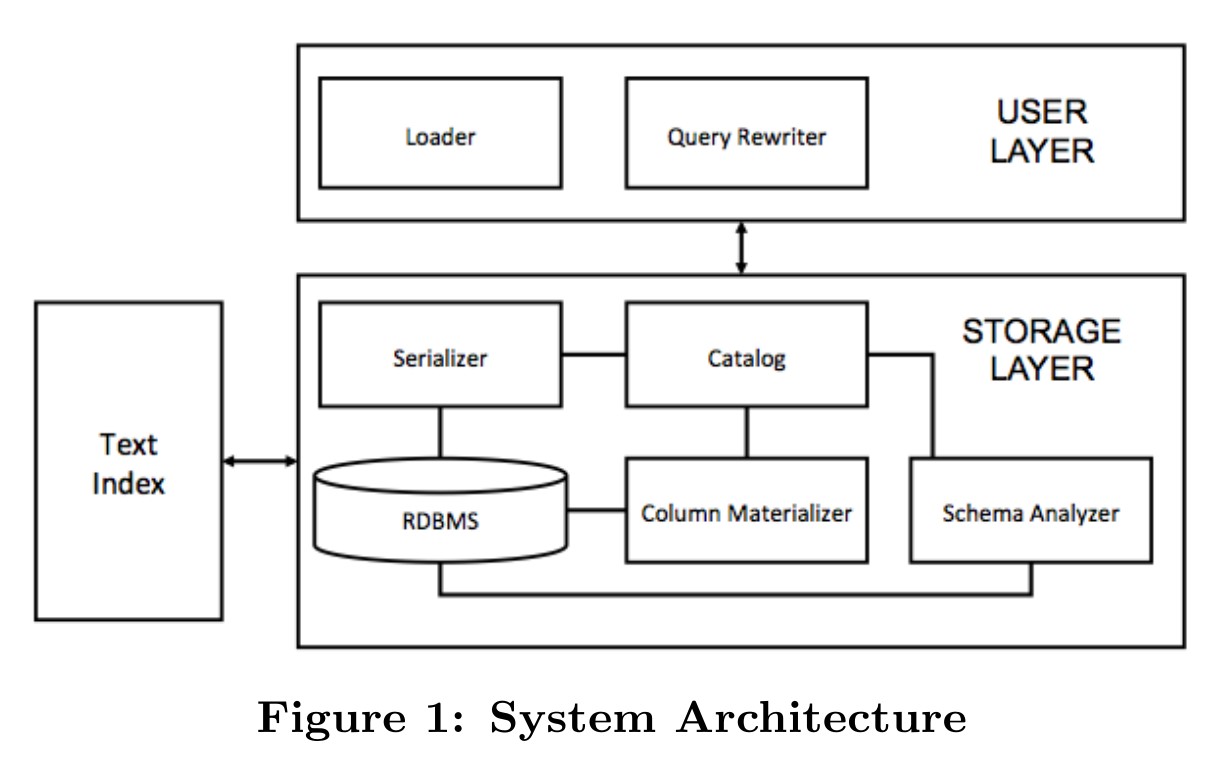 Loader
Query Rewriter
USER
LAYER
Serializer
Catalog
STORAGE
LAYER
Text
Index
RDBMS
Column Materializer
Schema Analyzer
Figure 1: System Architecture